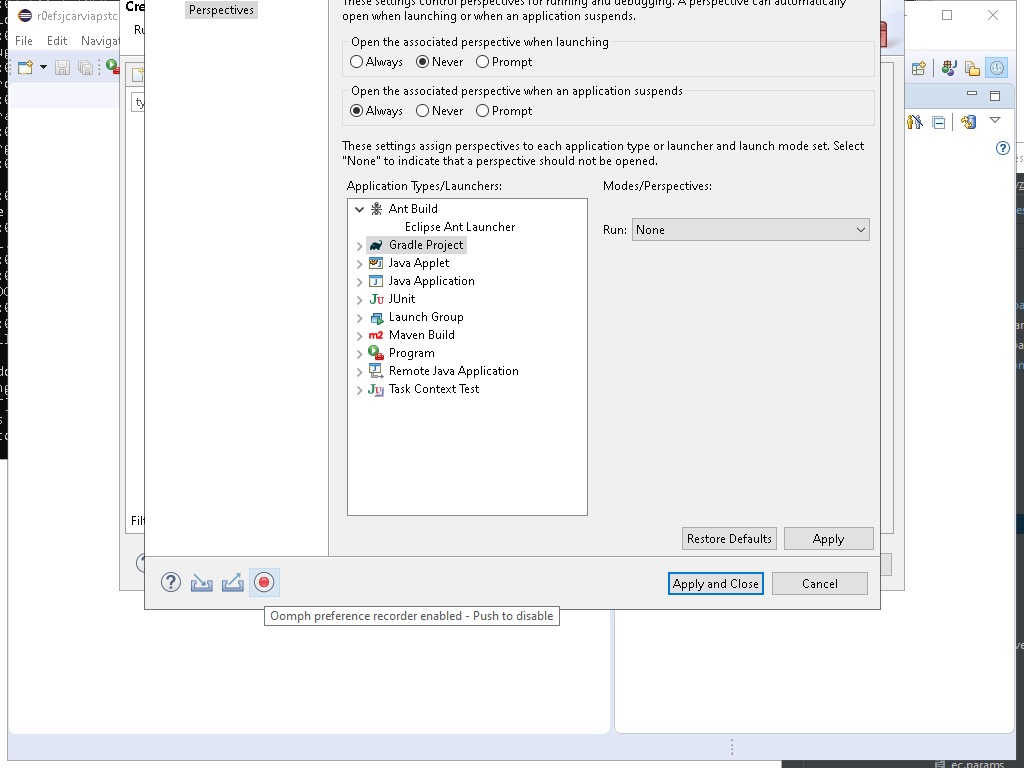 Perspectives
These settings control perspectives for running and debugging. A perspective can automatically
open when launching or when an application suspends.
r0efsjcarviapstc
Cre
File Edit Navigat
Ru
Open the associated perspective when launching
Always Never Prompt
Open the associated perspective when an application suspends
ty
Always Never Prompt
These settings assign perspectives to each application type or launcher and launch mode set. Select
"None" to indicate that a perspective should not be opened.
Application Types/Launchers:
Modes/Perspectives:
Ant Build
Eclipse Ant Launcher
Run: None
Gradle Project
Java Applet
Java Application
Ju JUnit
Launch Group
m2 Maven Build
Program
Remote Java Application
Task Context Test
Filt
Restore Defaults Apply
Apply and Close Cancel
Oomph preference recorder enabled - Push to disable
ec.params